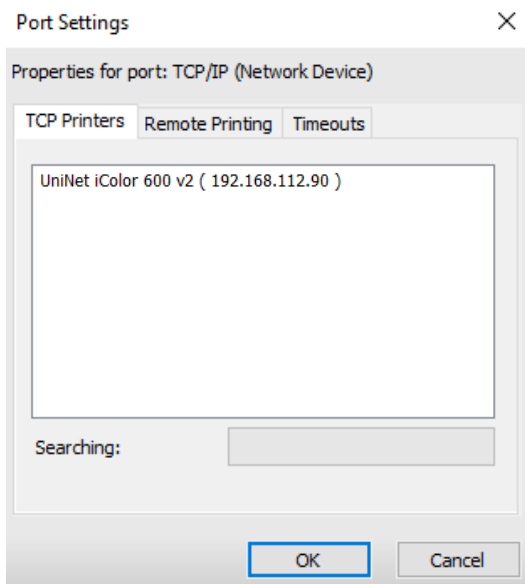 Port Settings
Properties for port: TCP/IP (Network Device)
TCP Printers Remote Printing Timeouts
UniNet iColor 600 v2 ( 192.168.112.90 )
Searching:
OK Cancel